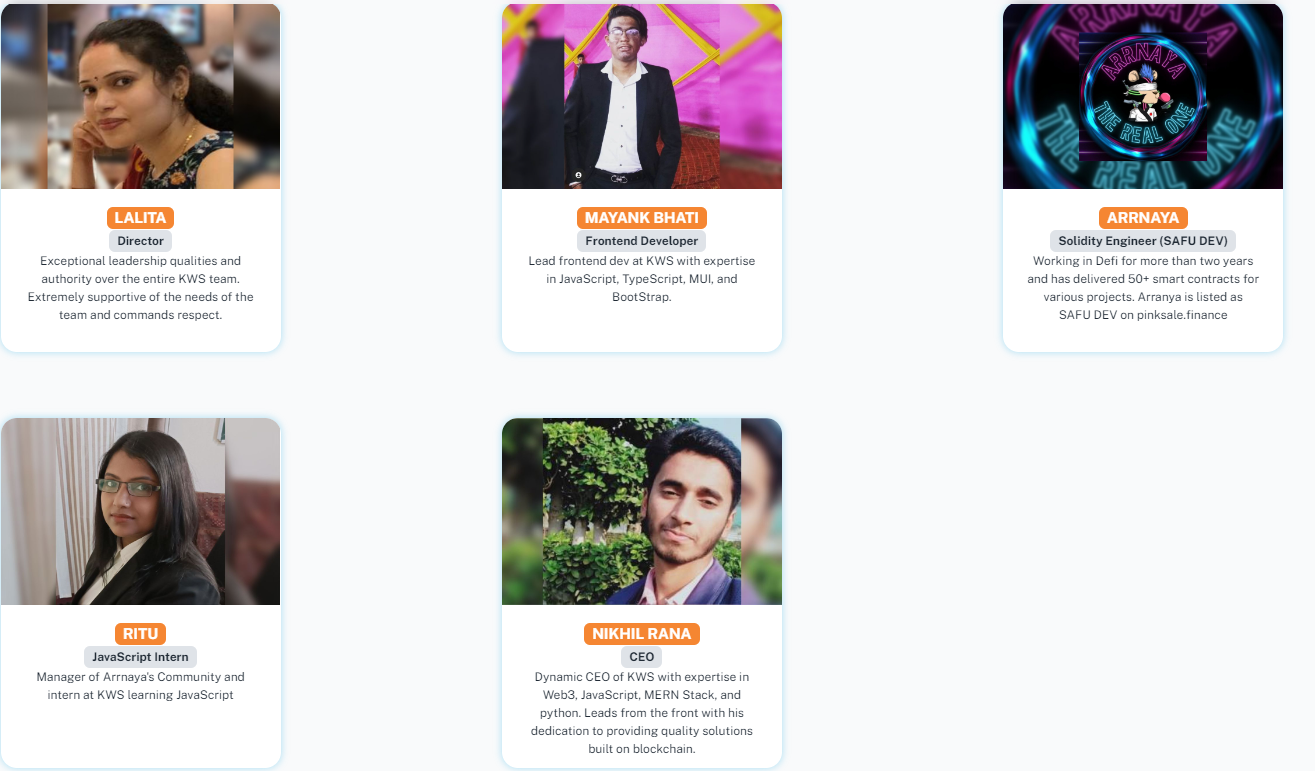 ARRNAYA
THE REAL ONE
ARRNAYA
THE REAL ONE
LALITA
Director
Exceptional leadership qualities and
authority over the entire KWS team.
Extremely supportive of the needs of the
team and commands respect.
MAYANK BHATI
Frontend Developer
Lead frontend dev at KWS with expertise
in JavaScript, TypeScript, MUI, and
BootStrap.
ARRNAYA
Solidity Engineer (SAFU DEV)
Working in Defi for more than two years
and has delivered 50+ smart contracts for
various projects. Arranya is listed as
SAFU DEV on pinksale.finance
RITU
JavaScript Intern
Manager of Arrnaya's Community and
intern at KWS learning JavaScript
NIKHIL RANA
CEO
Dynamic CEO of KWS with expertise in
Web3, JavaScript, MERN Stack, and
python. Leads from the front with his
dedication to providing quality solutions
built on blockchain.